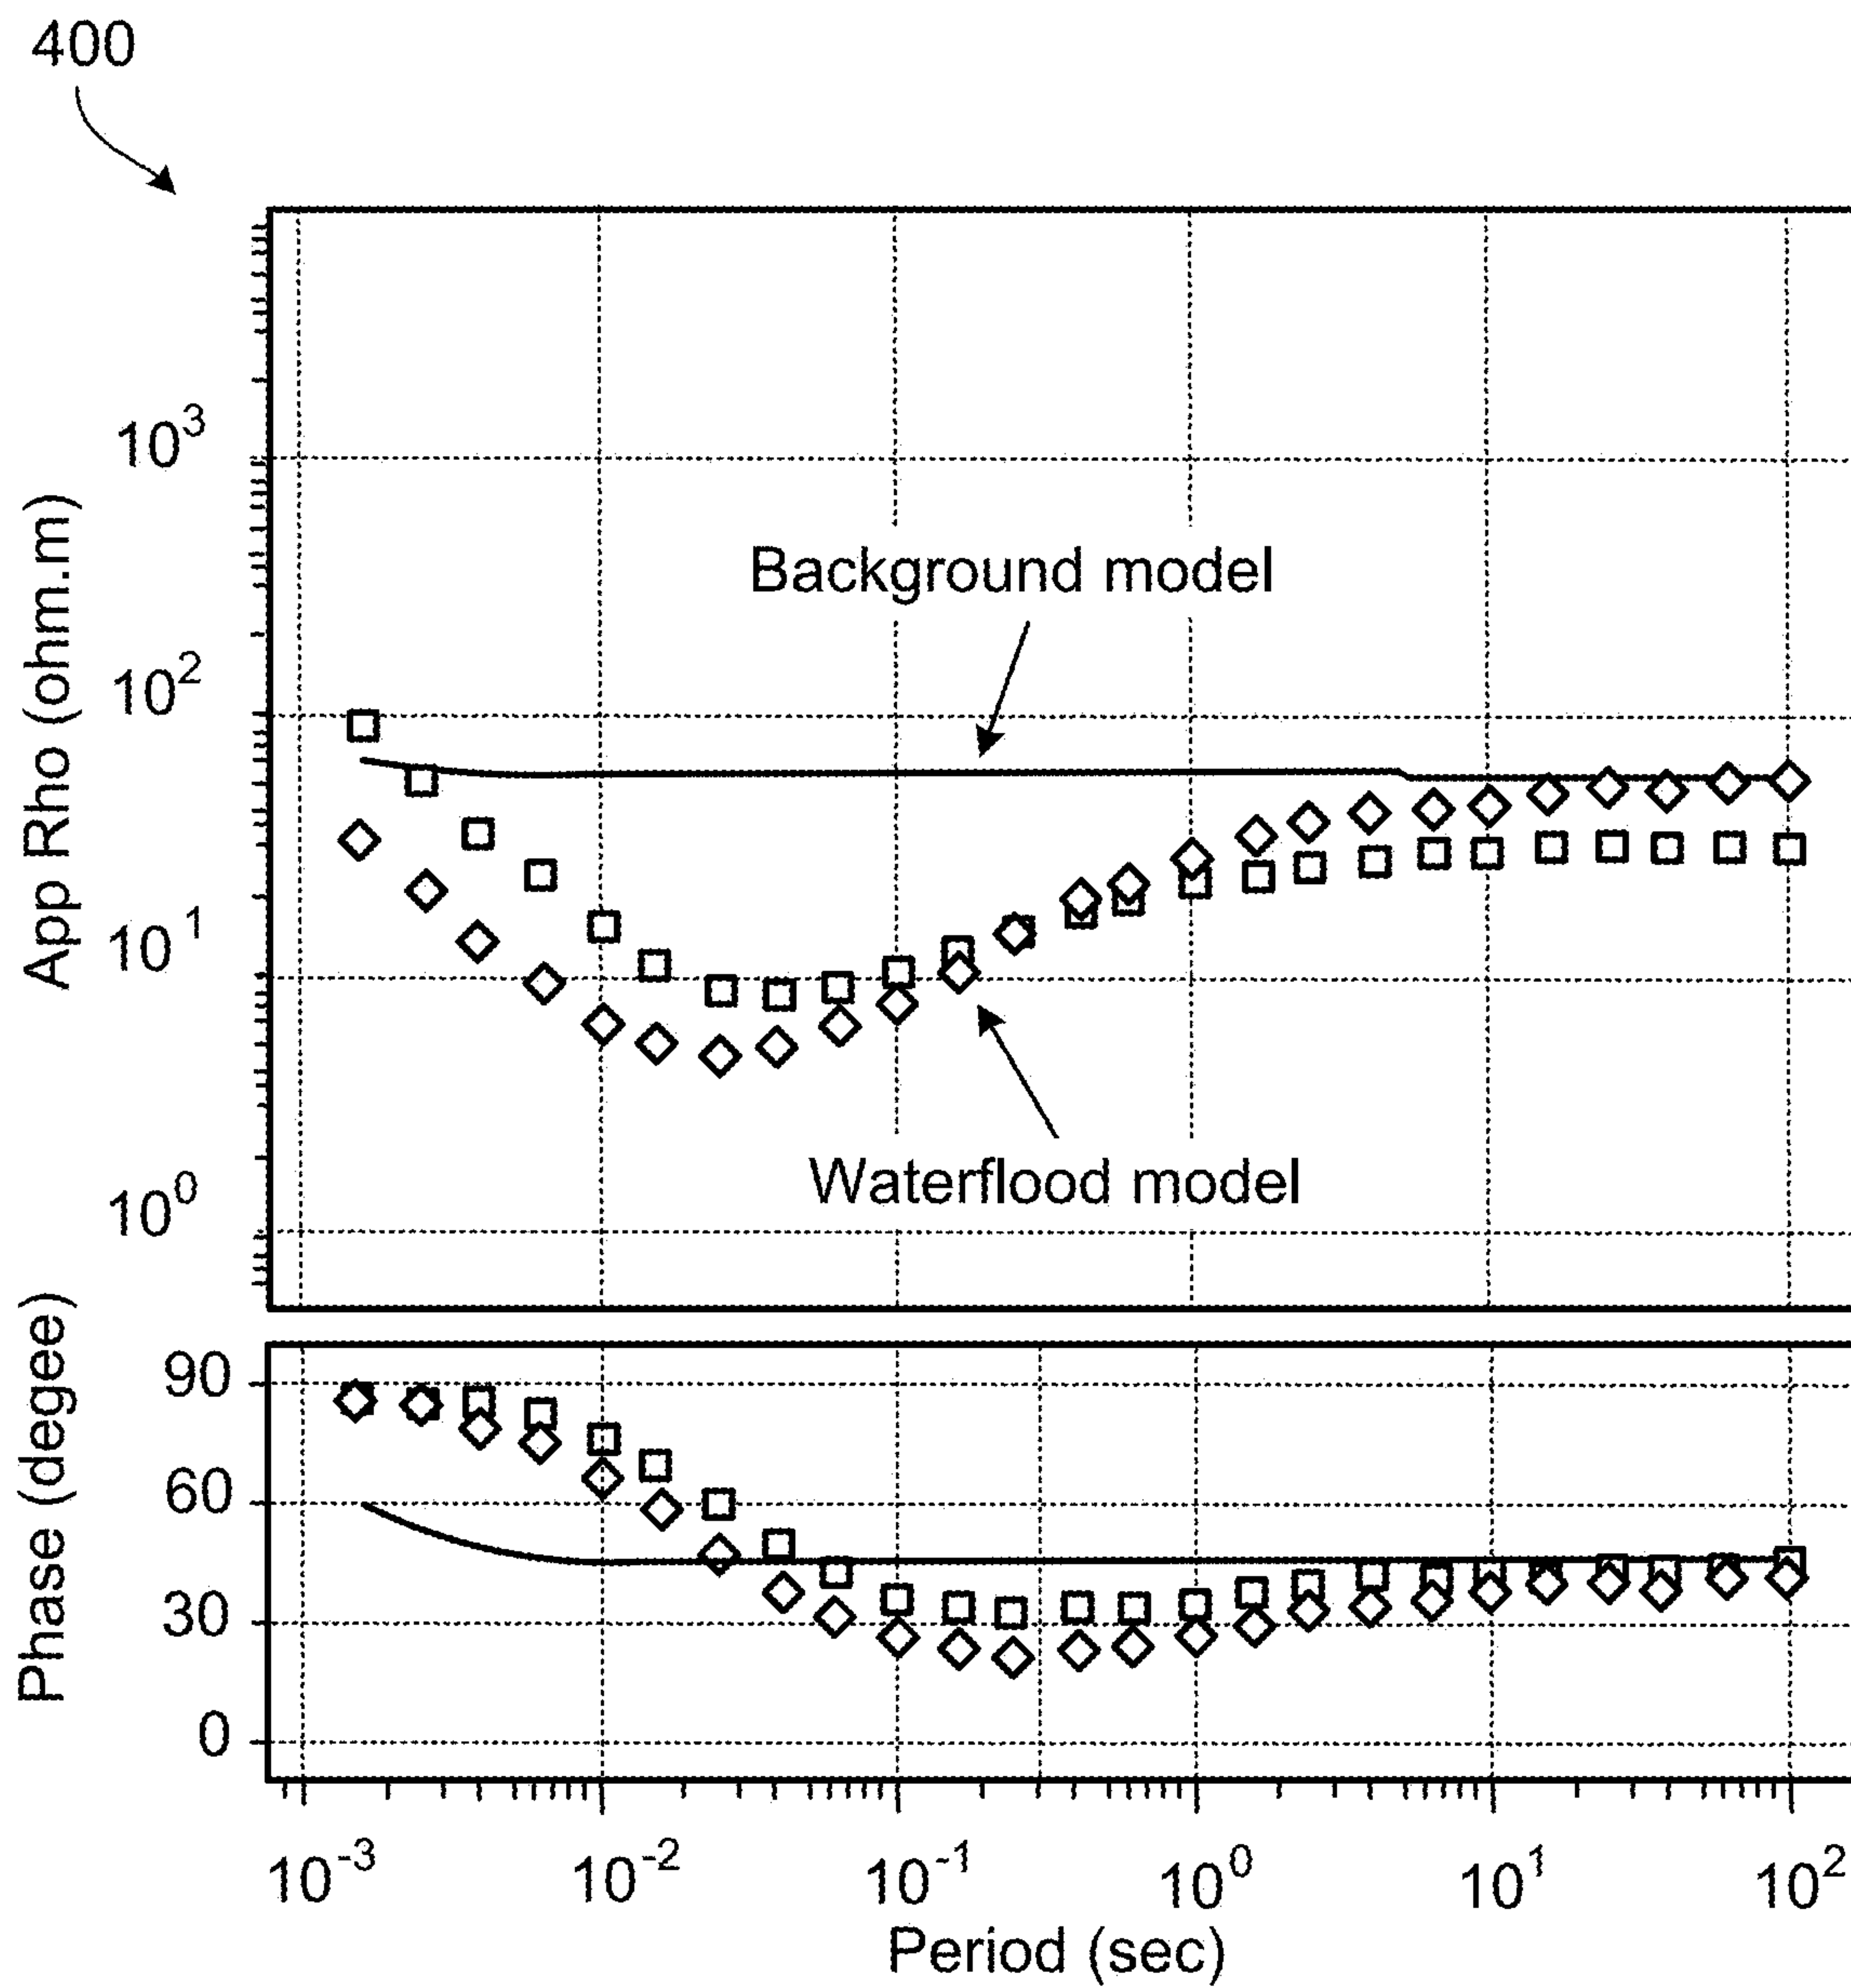 400
App Rho (ohm.m)
10³
10²
10¹
10⁰
Background model
Waterflood model
Phase (degee)
90
60
30
0
10⁻³ 10⁻² 10⁻¹ 10⁰ 10¹ 10²
Period (sec)